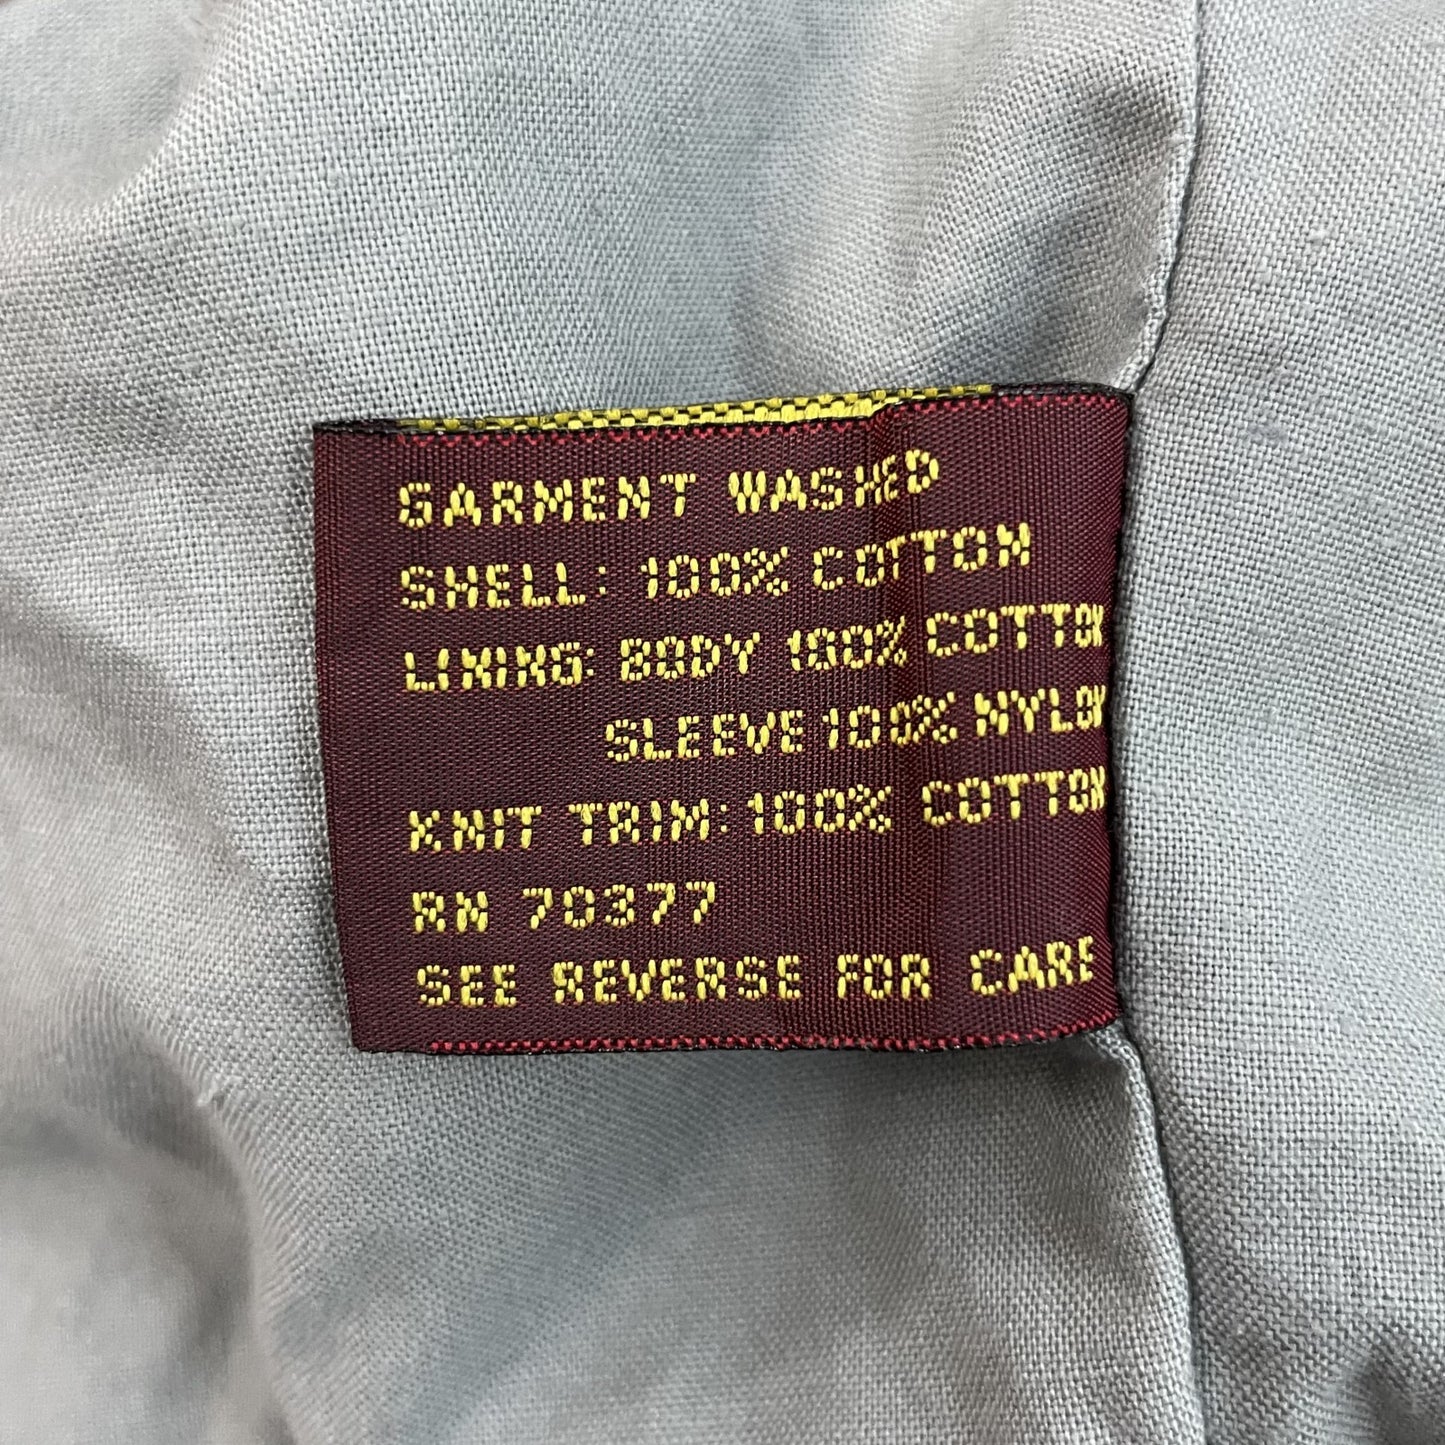 GARMENT WASHED
SHELL: 100% COTTON
LINING: BODY 100% COTTON
SLEEVE 100% NYLON
KNIT TRIM: 100% COTTON
RN 70377
SEE REVERSE FOR CARE